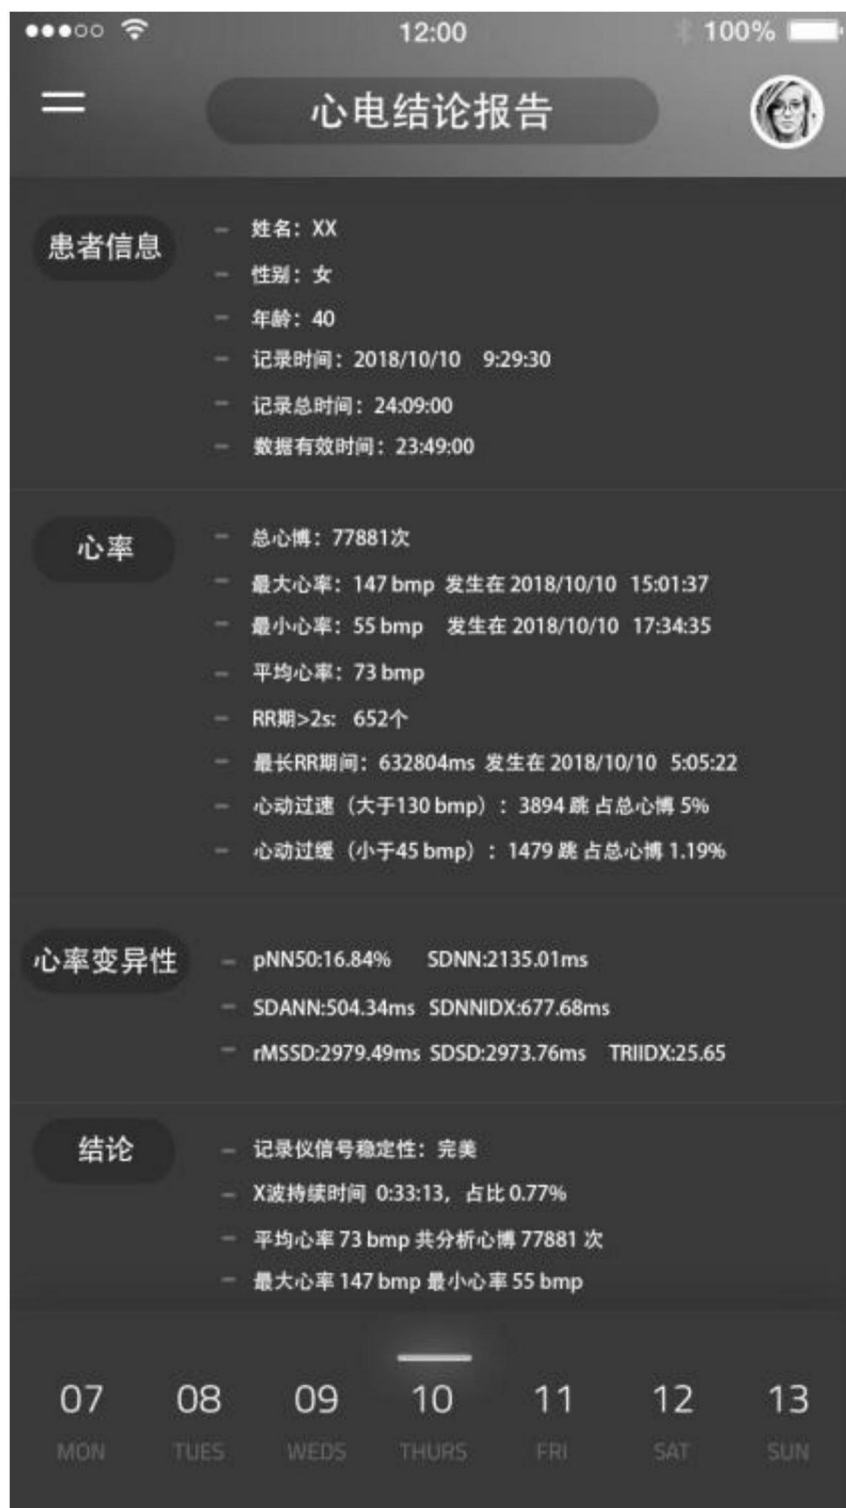 12:00 100%
心电结论报告
患者信息
姓名：XX
性别：女
年龄：40
记录时间：2018/10/10 9:29:30
记录总时间：24:09:00
数据有效时间：23:49:00
心率
总心博：77881次
最大心率：147 bmp 发生在 2018/10/10 15:01:37
最小心率：55 bmp 发生在 2018/10/10 17:34:35
平均心率：73 bmp
RR期>2s: 652个
最长RR期间：632804ms 发生在 2018/10/10 5:05:22
心动过速（大于130 bmp）：3894 跳 占总心博 5%
心动过缓（小于45 bmp）：1479 跳 占总心博 1.19%
心率变异性
pNN50:16.84% SDNN:2135.01ms
SDANN:504.34ms SDNNIDX:677.68ms
rMSSD:2979.49ms SDSD:2973.76ms TRIIDX:25.65
结论
记录仪信号稳定性：完美
X波持续时间 0:33:13，占比 0.77%
平均心率 73 bmp 共分析心博 77881 次
最大心率 147 bmp 最小心率 55 bmp
07 08 09 10 11 12 13
MON TUES WEDS THURS FRI SAT SUN